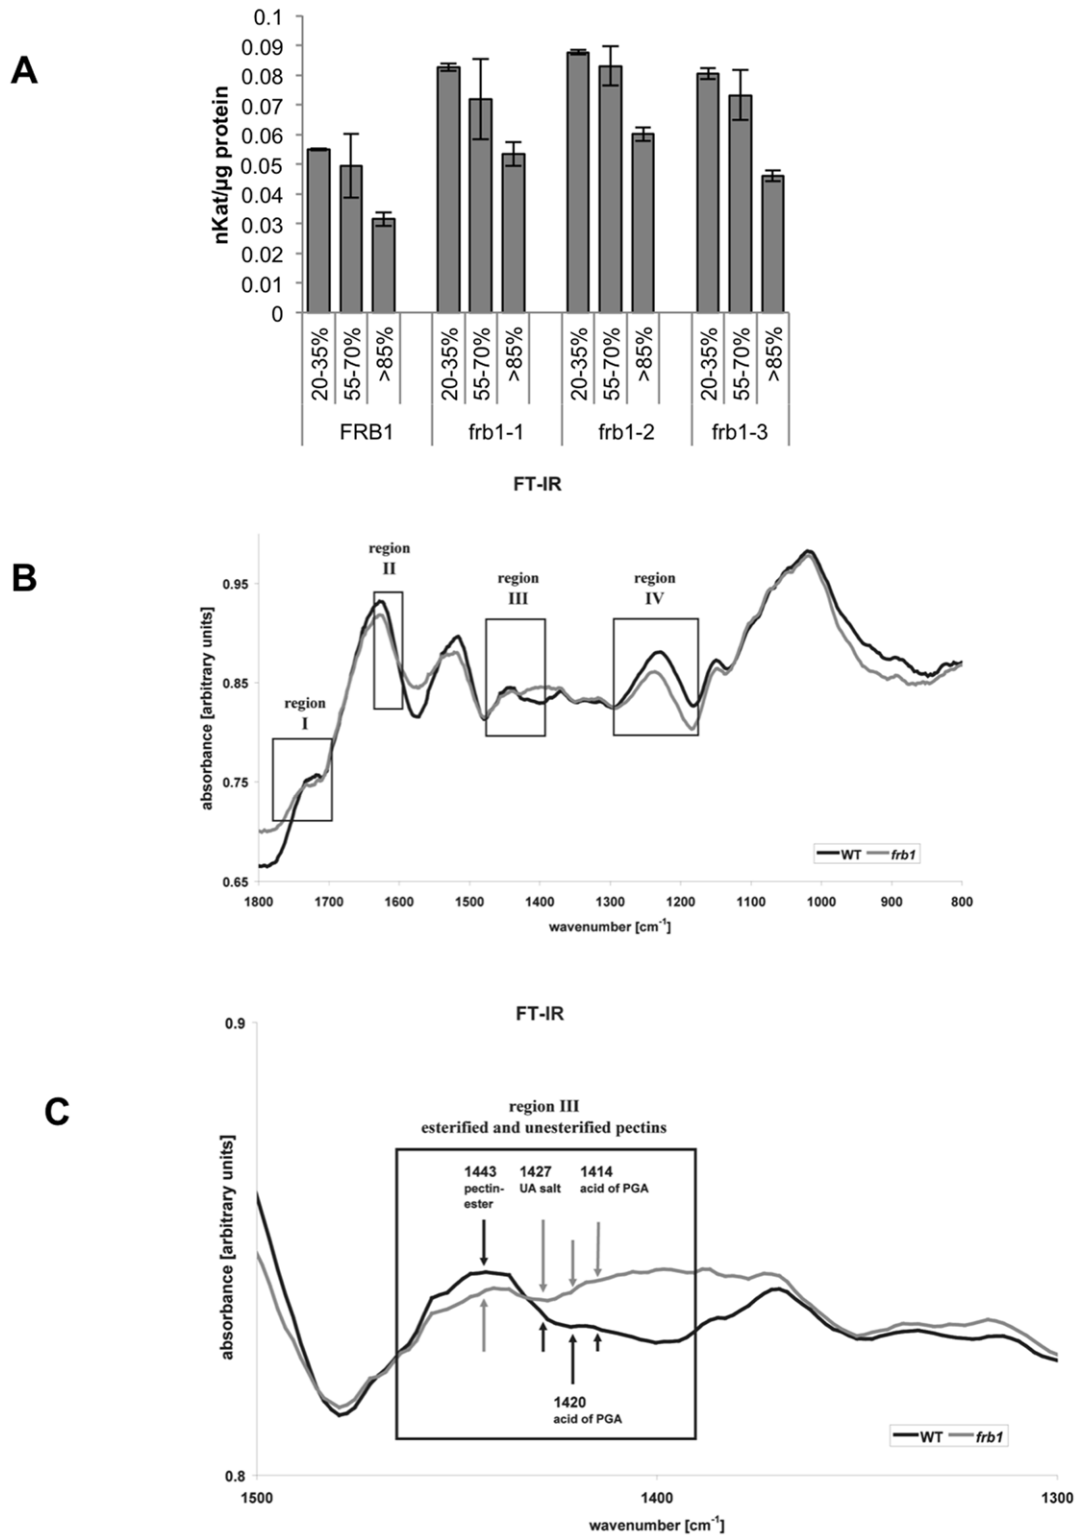 A
nKat/µg protein
0.1
0.09
0.08
0.07
0.06
0.05
0.04
0.03
0.02
0.01
0
20-35%
55-70%
>85%
20-35%
55-70%
>85%
20-35%
55-70%
>85%
20-35%
55-70%
>85%
FRB1
frb1-1
frb1-2
frb1-3
B
FT-IR
absorbance [arbitrary units]
0.95
0.85
0.75
0.65
region
I
region
II
region
III
region
IV
WT
frb1
1800
1700
1600
1500
1400
1300
1200
1100
1000
900
800
wavenumber [cm-1]
C
FT-IR
absorbance [arbitrary units]
0.9
0.8
region III
esterified and unesterified pectins
1443
pectin-
ester
1427
UA salt
1414
acid of PGA
1420
acid of PGA
WT
frb1
1500
1400
1300
wavenumber [cm-1]